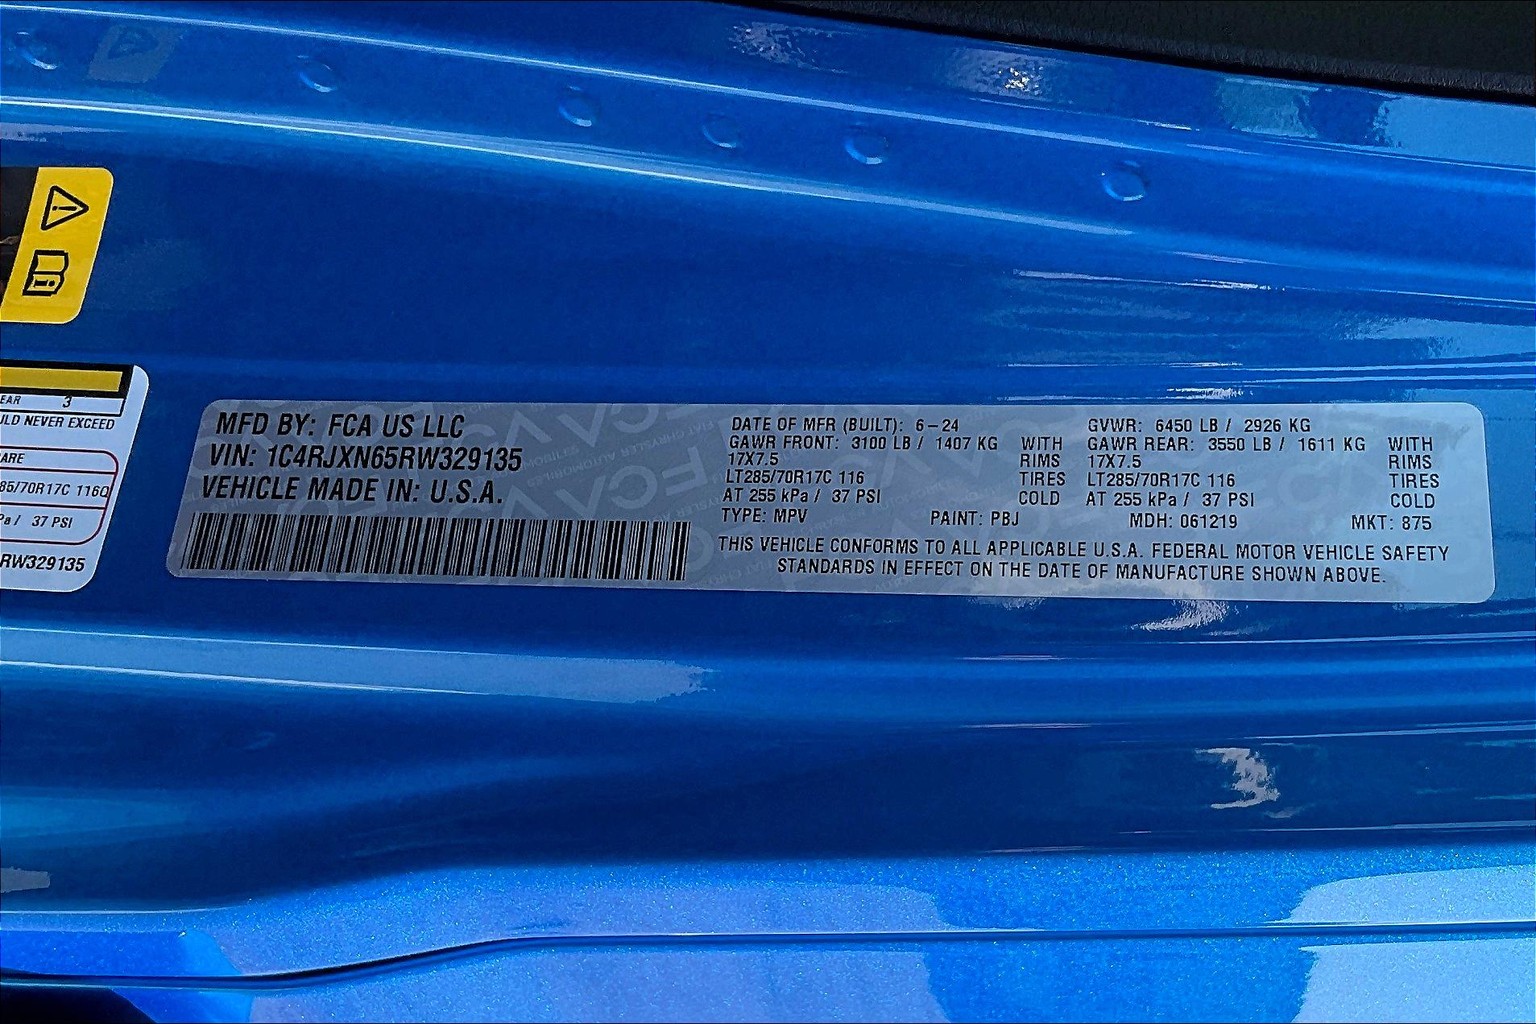 EAR 3
ULD NEVER EXCEED
ARE
85/70R17C 116Q
Pa / 37 PSI
RW329135
MFD BY: FCA US LLC
VIN: 1C4RJXN65RW329135
VEHICLE MADE IN: U.S.A.
DATE OF MFR (BUILT): 6-24 GVWR: 6450 LB / 2926 KG
GAWR FRONT: 3100 LB / 1407 KG WITH GAWR REAR: 3550 LB / 1611 KG WITH
17X7.5 RIMS 17X7.5 RIMS
LT285/70R17C 116 TIRES LT285/70R17C 116 TIRES
AT 255 kPa / 37 PSI COLD AT 255 kPa / 37 PSI COLD
TYPE: MPV PAINT: PBJ MDH: 061219 MKT: 875
THIS VEHICLE CONFORMS TO ALL APPLICABLE U.S.A. FEDERAL MOTOR VEHICLE SAFETY
STANDARDS IN EFFECT ON THE DATE OF MANUFACTURE SHOWN ABOVE.